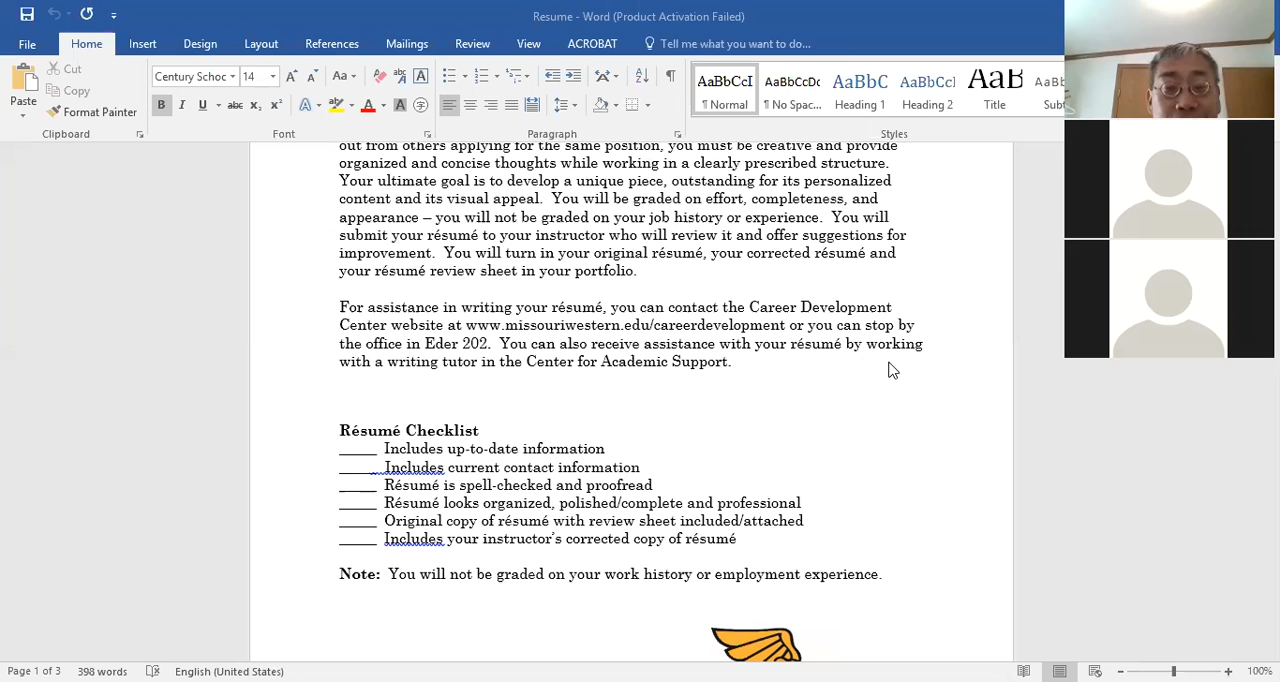 Resume - Word (Product Activation Failed)
File Home Insert Design Layout References Mailings Review View ACROBAT Tell me what you want to do...
Paste
Cut
Copy
Format Painter
Century Schoc 14
AaBbCcI AaBbCcDc AaBbC AaBbCcI AaB
¶ Normal ¶ No Spac... Heading 1 Heading 2 Title
Clipboard Font Paragraph Styles
out from others applying for the same position, you must be creative and provide
organized and concise thoughts while working in a clearly prescribed structure.
Your ultimate goal is to develop a unique piece, outstanding for its personalized
content and its visual appeal.  You will be graded on effort, completeness, and
appearance – you will not be graded on your job history or experience.  You will
submit your résumé to your instructor who will review it and offer suggestions for
improvement.  You will turn in your original résumé, your corrected résumé and
your résumé review sheet in your portfolio.
For assistance in writing your résumé, you can contact the Career Development
Center website at www.missouriwestern.edu/careerdevelopment or you can stop by
the office in Eder 202.  You can also receive assistance with your résumé by working
with a writing tutor in the Center for Academic Support.
Résumé Checklist
_____ Includes up-to-date information
_____ Includes current contact information
_____ Résumé is spell-checked and proofread
_____ Résumé looks organized, polished/complete and professional
_____ Original copy of résumé with review sheet included/attached
_____ Includes your instructor's corrected copy of résumé
Note:  You will not be graded on your work history or employment experience.
Page 1 of 3 398 words English (United States) 100%